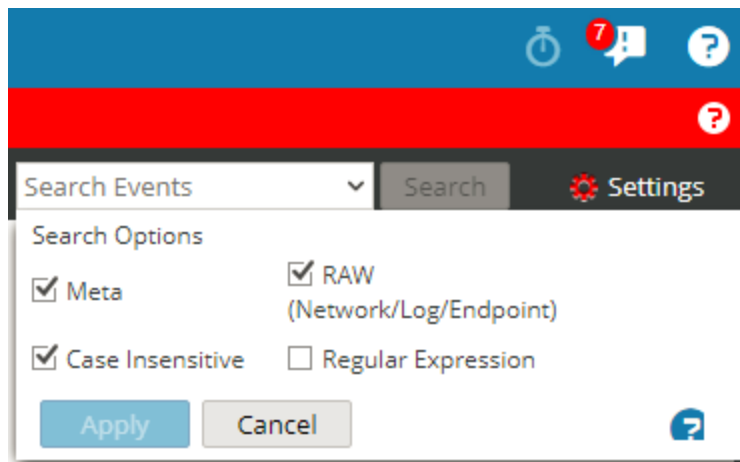 7
?
?
Search Events
Search
Settings
Search Options
Meta
RAW
(Network/Log/Endpoint)
Case Insensitive
Regular Expression
Apply
Cancel
?